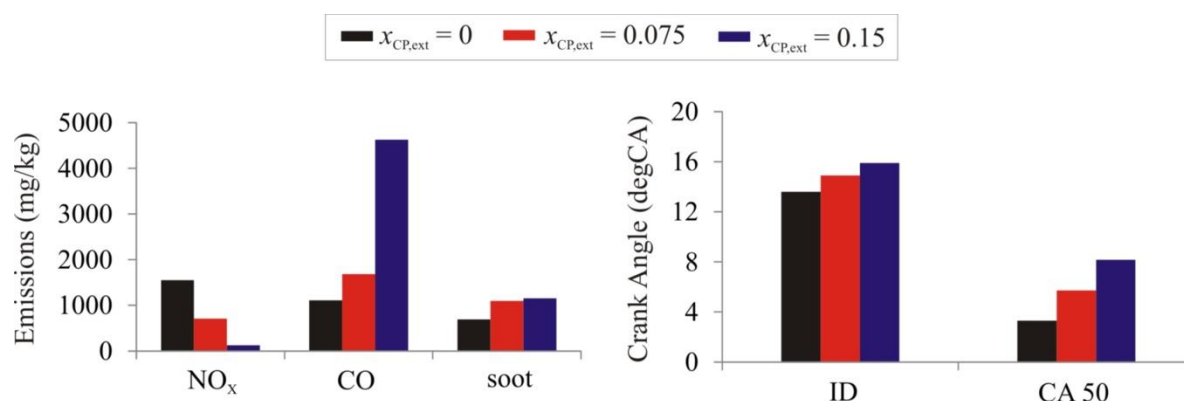 x_CP,ext = 0 x_CP,ext = 0.075 x_CP,ext = 0.15
Emissions (mg/kg)
5000
4000
3000
2000
1000
0
NO_X CO soot
Crank Angle (degCA)
20
16
12
8
4
0
ID CA 50